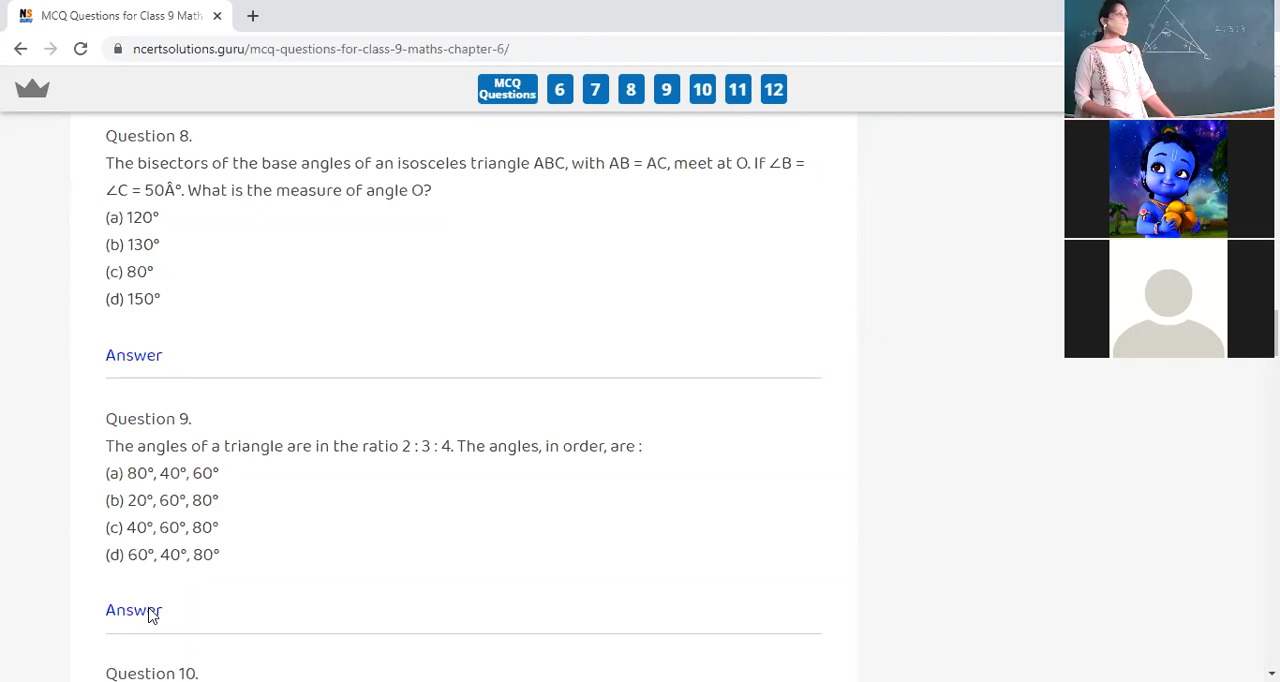 MCQ Questions for Class 9 Math
ncertsolutions.guru/mcq-questions-for-class-9-maths-chapter-6/
MCQ
Questions
6 7 8 9 10 11 12
Question 8.
The bisectors of the base angles of an isosceles triangle ABC, with AB = AC, meet at O. If ∠B =
∠C = 50Â°. What is the measure of angle O?
(a) 120°
(b) 130°
(c) 80°
(d) 150°
Answer
Question 9.
The angles of a triangle are in the ratio 2 : 3 : 4. The angles, in order, are :
(a) 80°, 40°, 60°
(b) 20°, 60°, 80°
(c) 40°, 60°, 80°
(d) 60°, 40°, 80°
Answer
Question 10.